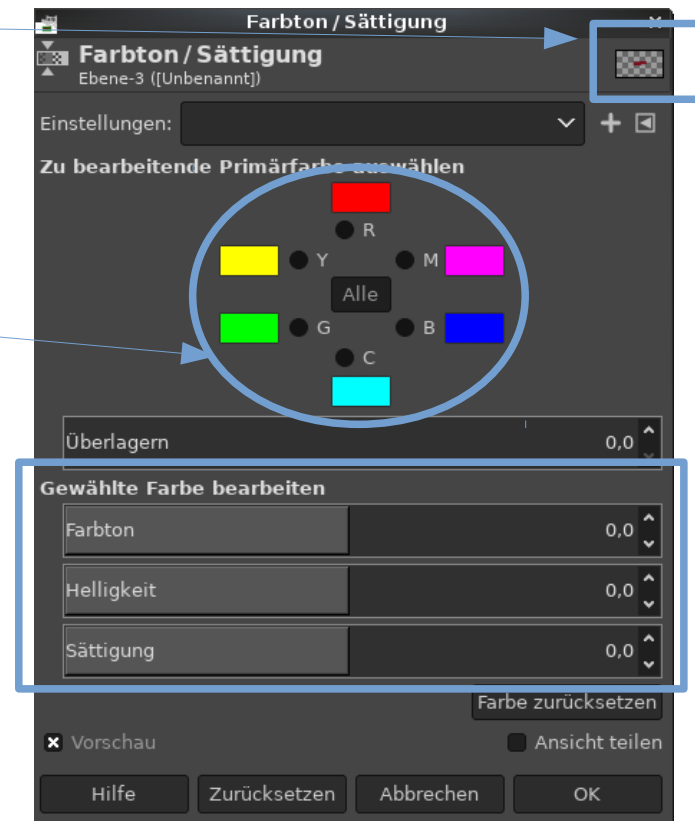 Farbton / Sättigung
Farbton / Sättigung
Ebene-3 ([Unbenannt])
Einstellungen:
Zu bearbeitende Primärfarbe auswählen
R
Y M
Alle
G B
C
Überlagern 0,0
Gewählte Farbe bearbeiten
Farbton 0,0
Helligkeit 0,0
Sättigung 0,0
Farbe zurücksetzen
Vorschau Ansicht teilen
Hilfe Zurücksetzen Abbrechen OK